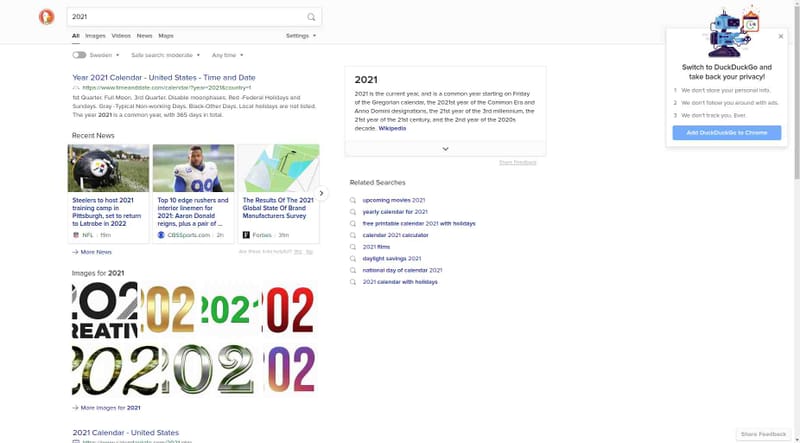 2021
All Images Videos News Maps Settings
Sweden Safe search: moderate Any time
Year 2021 Calendar - United States - Time and Date
https://www.timeanddate.com/calendar/?year=2021&country=1
1st Quarter. Full Moon. 3rd Quarter. Disable moonphases. Red -Federal Holidays and
Sundays. Gray -Typical Non-working Days. Black-Other Days. Local holidays are not listed.
The year 2021 is a common year, with 365 days in total.
Recent News
Steelers to host 2021
training camp in
Pittsburgh, set to return
to Latrobe in 2022
NFL 19m
Top 10 edge rushers and
interior linemen for
2021: Aaron Donald
reigns, plus a pair of ...
CBSSports.com 2h
The Results Of The 2021
Global State Of Brand
Manufacturers Survey
Forbes 31m
More News
Are these links helpful? Yes No
Images for 2021
202
REATIV
202
2021
202
2021
2021
202
More Images for 2021
2021 Calendar - United States
2021
2021 is the current year, and is a common year starting on Friday
of the Gregorian calendar, the 2021st year of the Common Era and
Anno Domini designations, the 21st year of the 3rd millennium, the
21st year of the 21st century, and the 2nd year of the 2020s
decade. Wikipedia
Share Feedback
Related Searches
upcoming movies 2021
yearly calendar for 2021
free printable calendar 2021 with holidays
calendar 2021 calculator
2021 films
daylight savings 2021
national day of calendar 2021
2021 calendar with holidays
Switch to DuckDuckGo and
take back your privacy!
1 We don't store your personal info.
2 We don't follow you around with ads.
3 We don't track you. Ever.
Add DuckDuckGo to Chrome
Share Feedback